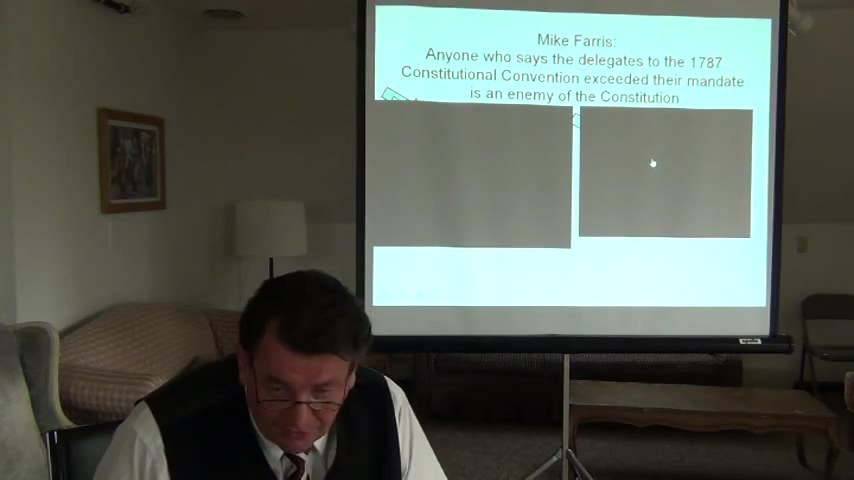 Mike Farris:
Anyone who says the delegates to the 1787
Constitutional Convention exceeded their mandate
is an enemy of the Constitution